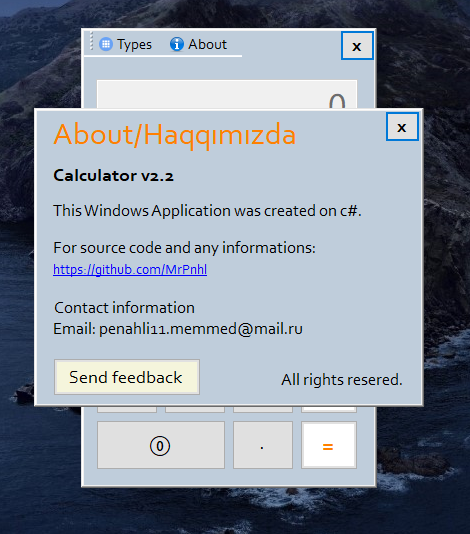 Types About x
0
About/Haqqımızda x
Calculator v2.2
This Windows Application was created on c#.
For source code and any informations:
https://github.com/MrPnhl
Contact information
Email: penahli11.memmed@mail.ru
Send feedback
All rights resered.
0 . =